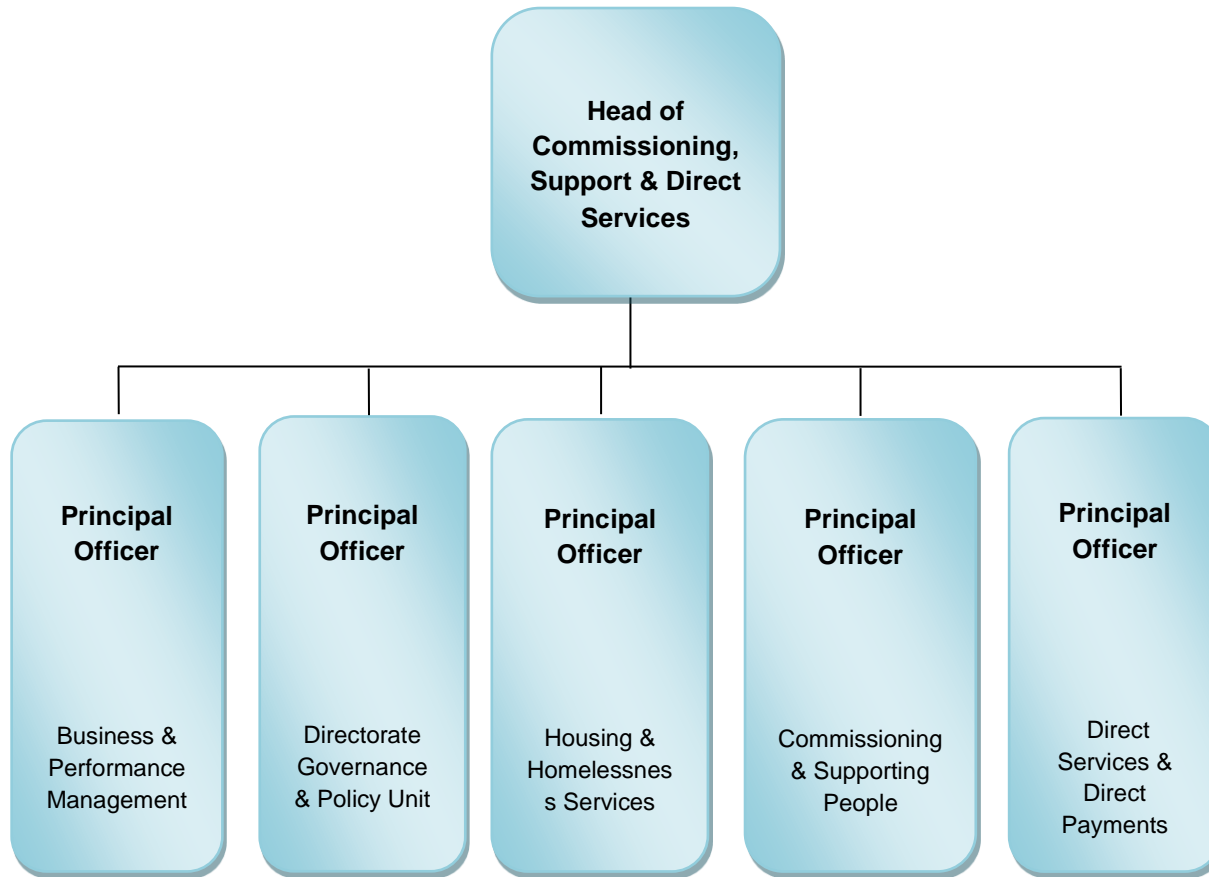 Head of
Commissioning,
Support & Direct
Services
Principal
Officer
Business &
Performance
Management
Principal
Officer
Directorate
Governance
& Policy Unit
Principal
Officer
Housing &
Homelessnes
s Services
Principal
Officer
Commissioning
& Supporting
People
Principal
Officer
Direct
Services &
Direct
Payments